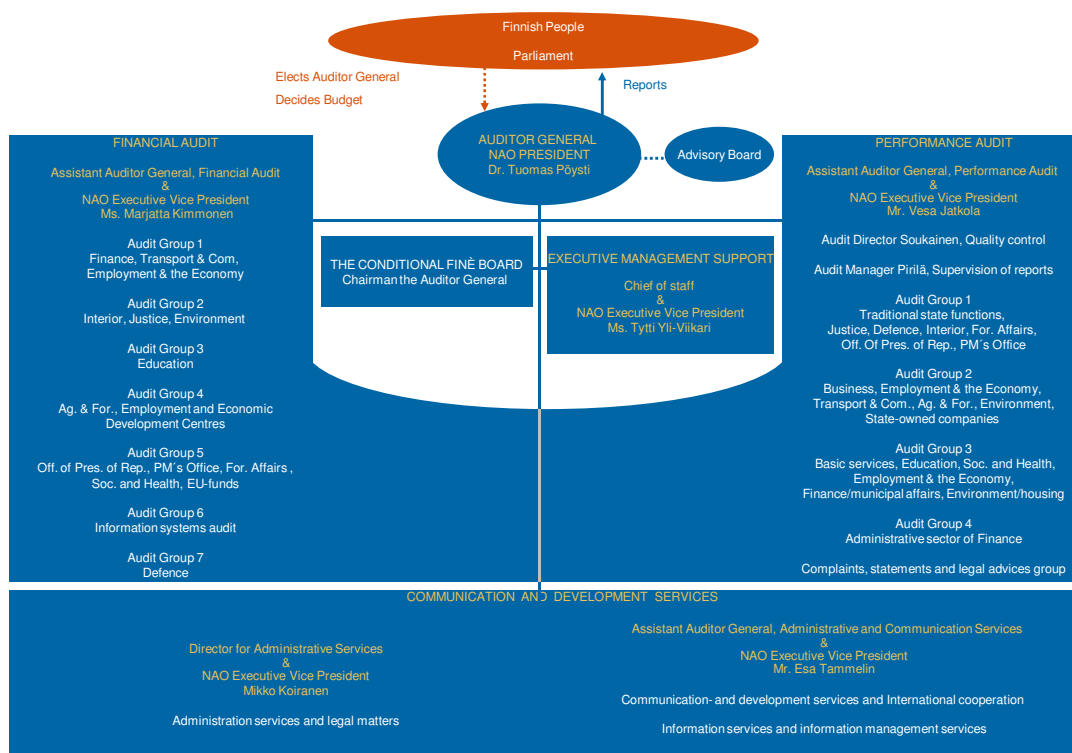 Finnish People
Parliament
Elects Auditor General
Decides Budget
Reports
AUDITOR GENERAL
NAO PRESIDENT
Dr. Tuomas Pöysti
Advisory Board
FINANCIAL AUDIT
Assistant Auditor General, Financial Audit
&
NAO Executive Vice President
Ms. Marjatta Kimmonen
Audit Group 1
Finance, Transport & Com,
Employment & the Economy
Audit Group 2
Interior, Justice, Environment
Audit Group 3
Education
Audit Group 4
Ag. & For., Employment and Economic
Development Centres
Audit Group 5
Off. of Pres. of Rep., PM´s Office, For. Affairs ,
Soc. and Health, EU-funds
Audit Group 6
Information systems audit
Audit Group 7
Defence
THE CONDITIONAL FINÈ BOARD
Chairman the Auditor General
EXECUTIVE MANAGEMENT SUPPORT
Chief of staff
&
NAO Executive Vice President
Ms. Tytti Yli-Viikari
PERFORMANCE AUDIT
Assistant Auditor General, Performance Audit
&
NAO Executive Vice President
Mr. Vesa Jatkola
Audit Director Soukainen, Quality control
Audit Manager Pirilä, Supervision of reports
Audit Group 1
Traditional state functions,
Justice, Defence, Interior, For. Affairs,
Off. Of Pres. of Rep., PM´s Office
Audit Group 2
Business, Employment & the Economy,
Transport & Com., Ag. & For., Environment,
State-owned companies
Audit Group 3
Basic services, Education, Soc. and Health,
Employment & the Economy,
Finance/municipal affairs, Environment/housing
Audit Group 4
Administrative sector of Finance
Complaints, statements and legal advices group
COMMUNICATION AND DEVELOPMENT SERVICES
Director for Administrative Services
&
NAO Executive Vice President
Mikko Koiranen
Administration services and legal matters
Assistant Auditor General, Administrative and Communication Services
&
NAO Executive Vice President
Mr. Esa Tammelin
Communication- and development services and International cooperation
Information services and information management services